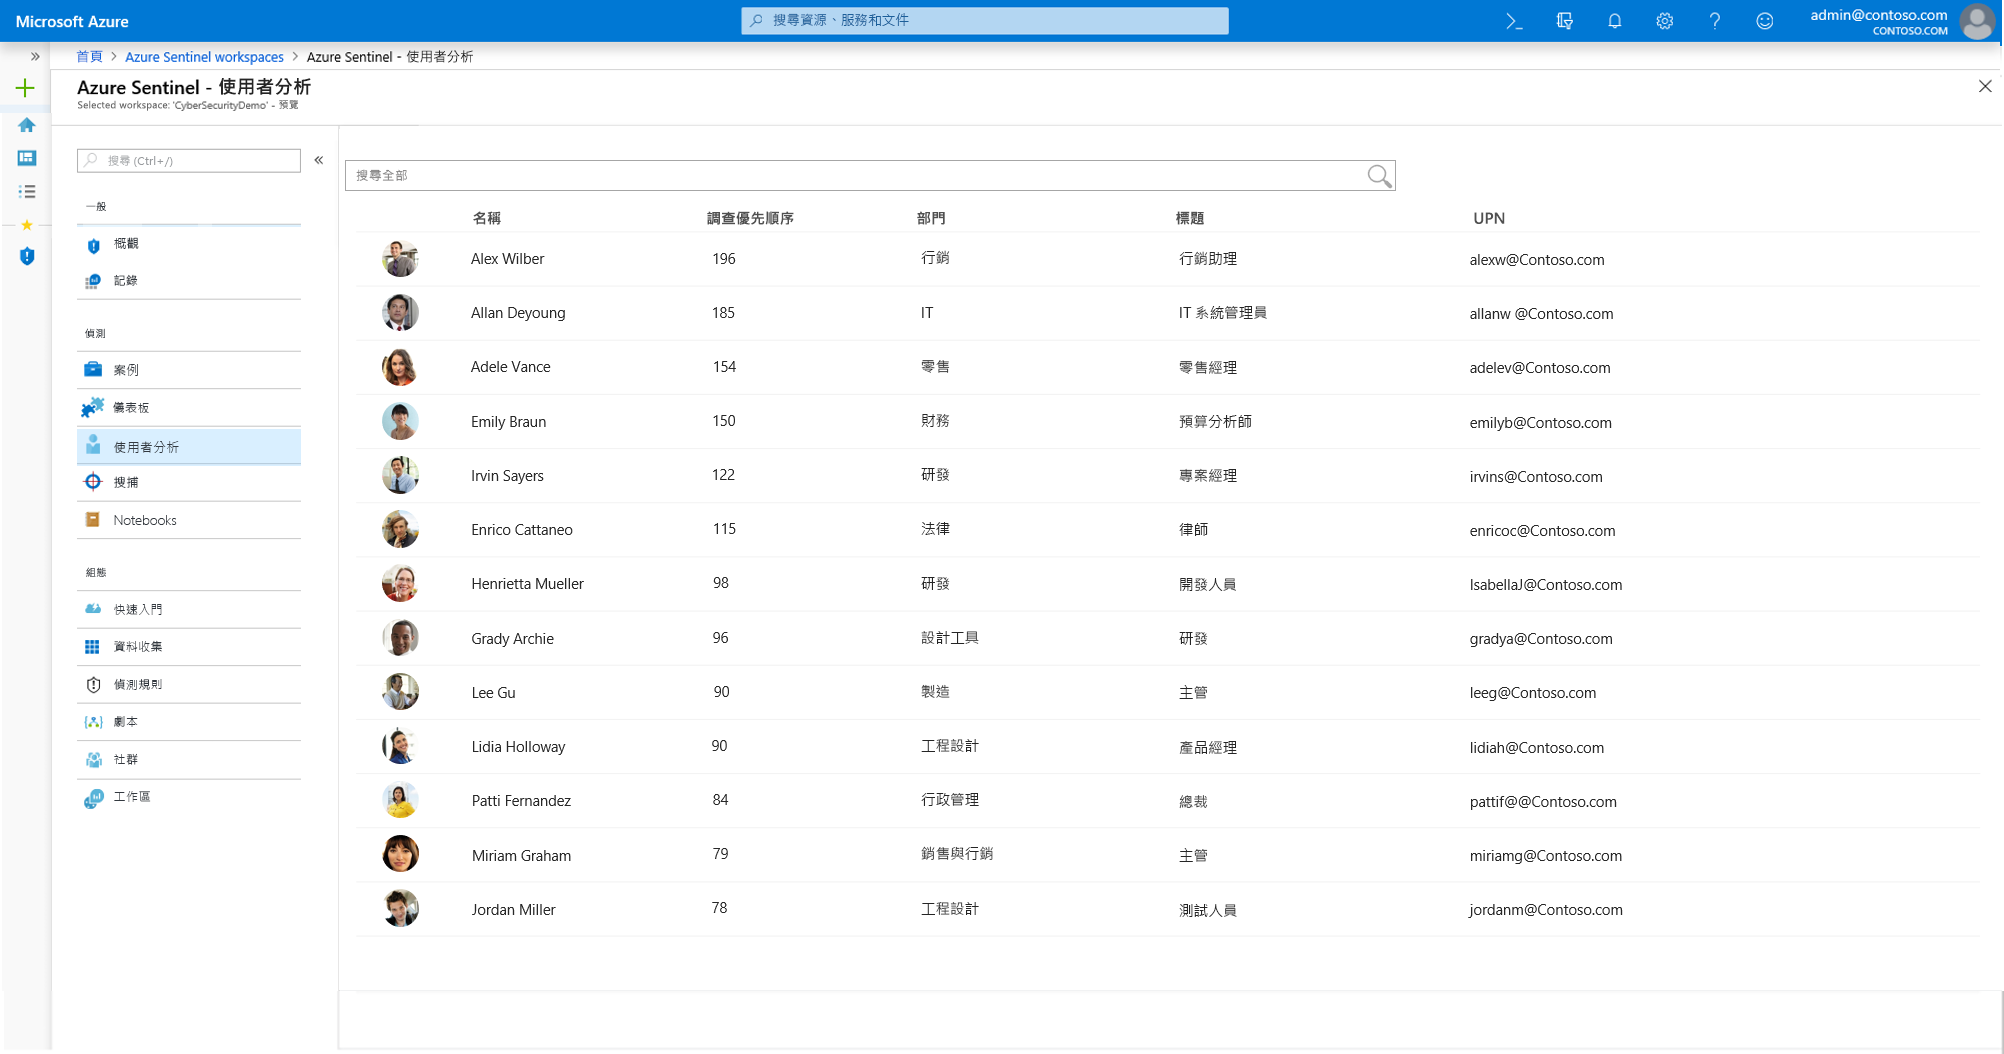 Microsoft Azure
搜尋資源、服務和文件
admin@contoso.com
CONTOSO.COM
首頁 > Azure Sentinel workspaces > Azure Sentinel - 使用者分析
Azure Sentinel - 使用者分析
Selected workspace: 'CyberSecurityDemo' - 預覽
搜尋 (Ctrl+/)
一般
概觀
記錄
偵測
案例
儀表板
使用者分析
搜捕
Notebooks
組態
快速入門
資料收集
偵測規則
劇本
社群
工作區
搜尋全部
名稱 調查優先順序 部門 標題 UPN
Alex Wilber 196 行銷 行銷助理 alexw@Contoso.com
Allan Deyoung 185 IT IT 系統管理員 allanw @Contoso.com
Adele Vance 154 零售 零售經理 adelev@Contoso.com
Emily Braun 150 財務 預算分析師 emilyb@Contoso.com
Irvin Sayers 122 研發 專案經理 irvins@Contoso.com
Enrico Cattaneo 115 法律 律師 enricoc@Contoso.com
Henrietta Mueller 98 研發 開發人員 IsabellaJ@Contoso.com
Grady Archie 96 設計工具 研發 gradya@Contoso.com
Lee Gu 90 製造 主管 leeg@Contoso.com
Lidia Holloway 90 工程設計 產品經理 lidiah@Contoso.com
Patti Fernandez 84 行政管理 總裁 pattif@@Contoso.com
Miriam Graham 79 銷售與行銷 主管 miriamg@Contoso.com
Jordan Miller 78 工程設計 測試人員 jordanm@Contoso.com